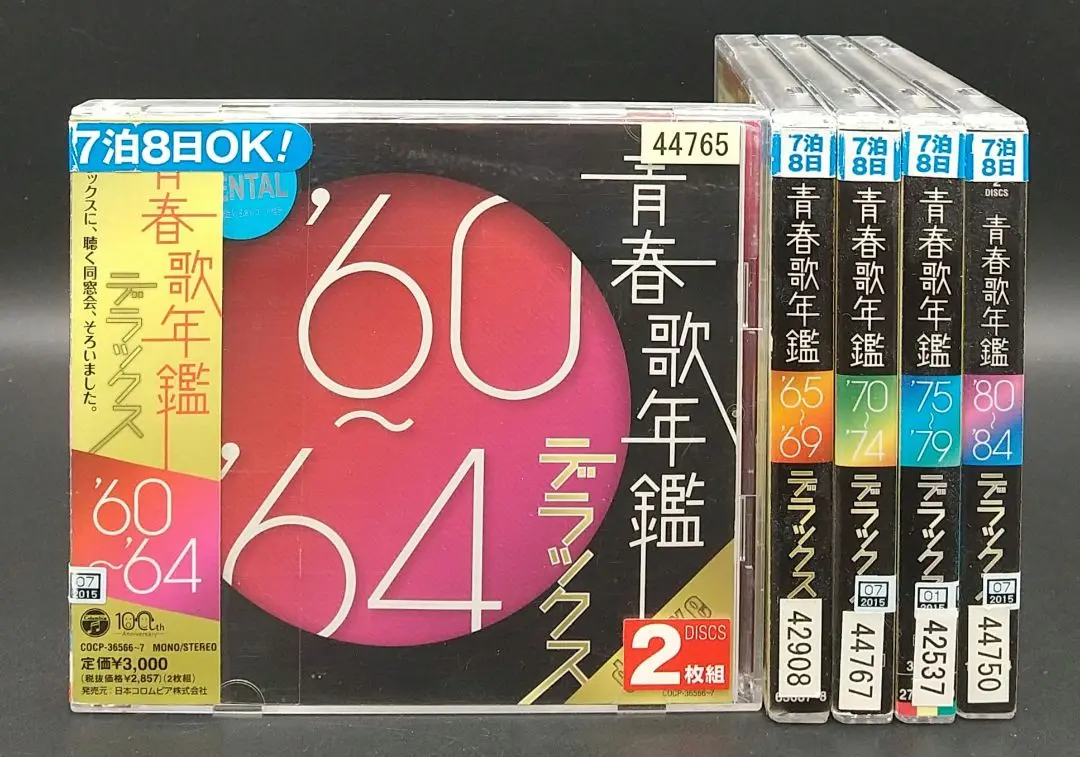 7泊8日OK!
RENTAL
44765
青春歌年鑑
デラックス
ックスに、聴く同窓会、そろいました。
'60
~'64
07
2015
Columbia
100th
Anniversary
COCP-36566~7 MONO/STEREO
定価¥3,000
(税抜価格¥2,857)(2枚組)
発売元:日本コロムビア株式会社
'60
~
'64
青春歌年鑑
デラックス
2 DISCS
枚組
COCP-36566~7
7泊
8日
青春歌年鑑
'65
~
'69
デラックス
42908
7泊
8日
青春歌年鑑
'70
~
'74
デラックス
07
2015
44767
7泊
8日
青春歌年鑑
'75
~
'79
デラックス
01
2015
42537
7泊
8日
2
DISCS
青春歌年鑑
'80
~
'84
デラックス
07
2015
44750